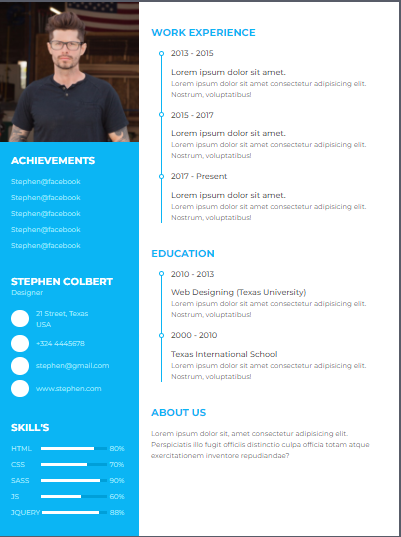 ACHIEVEMENTS
Stephen@facebook
Stephen@facebook
Stephen@facebook
Stephen@facebook
Stephen@facebook
STEPHEN COLBERT
Designer
21 Street, Texas
USA
+324 4445678
stephen@gmail.com
www.stephen.com
SKILL'S
HTML 80%
CSS 70%
SASS 90%
JS 60%
JQUERY 88%
WORK EXPERIENCE
2013 - 2015
Lorem ipsum dolor sit amet.
Lorem ipsum dolor sit amet consectetur adipisicing elit.
Nostrum, voluptatibus!
2015 - 2017
Lorem ipsum dolor sit amet.
Lorem ipsum dolor sit amet consectetur adipisicing elit.
Nostrum, voluptatibus!
2017 - Present
Lorem ipsum dolor sit amet.
Lorem ipsum dolor sit amet consectetur adipisicing elit.
Nostrum, voluptatibus!
EDUCATION
2010 - 2013
Web Designing (Texas University)
Lorem ipsum dolor sit amet consectetur adipisicing elit.
Nostrum, voluptatibus!
2000 - 2010
Texas International School
Lorem ipsum dolor sit amet consectetur adipisicing elit.
Nostrum, voluptatibus!
ABOUT US
Lorem ipsum dolor sit, amet consectetur adipisicing elit.
Perspiciatis illo fugit officiis distinctio culpa optio totam atque
exercitationem inventore repudiandae?